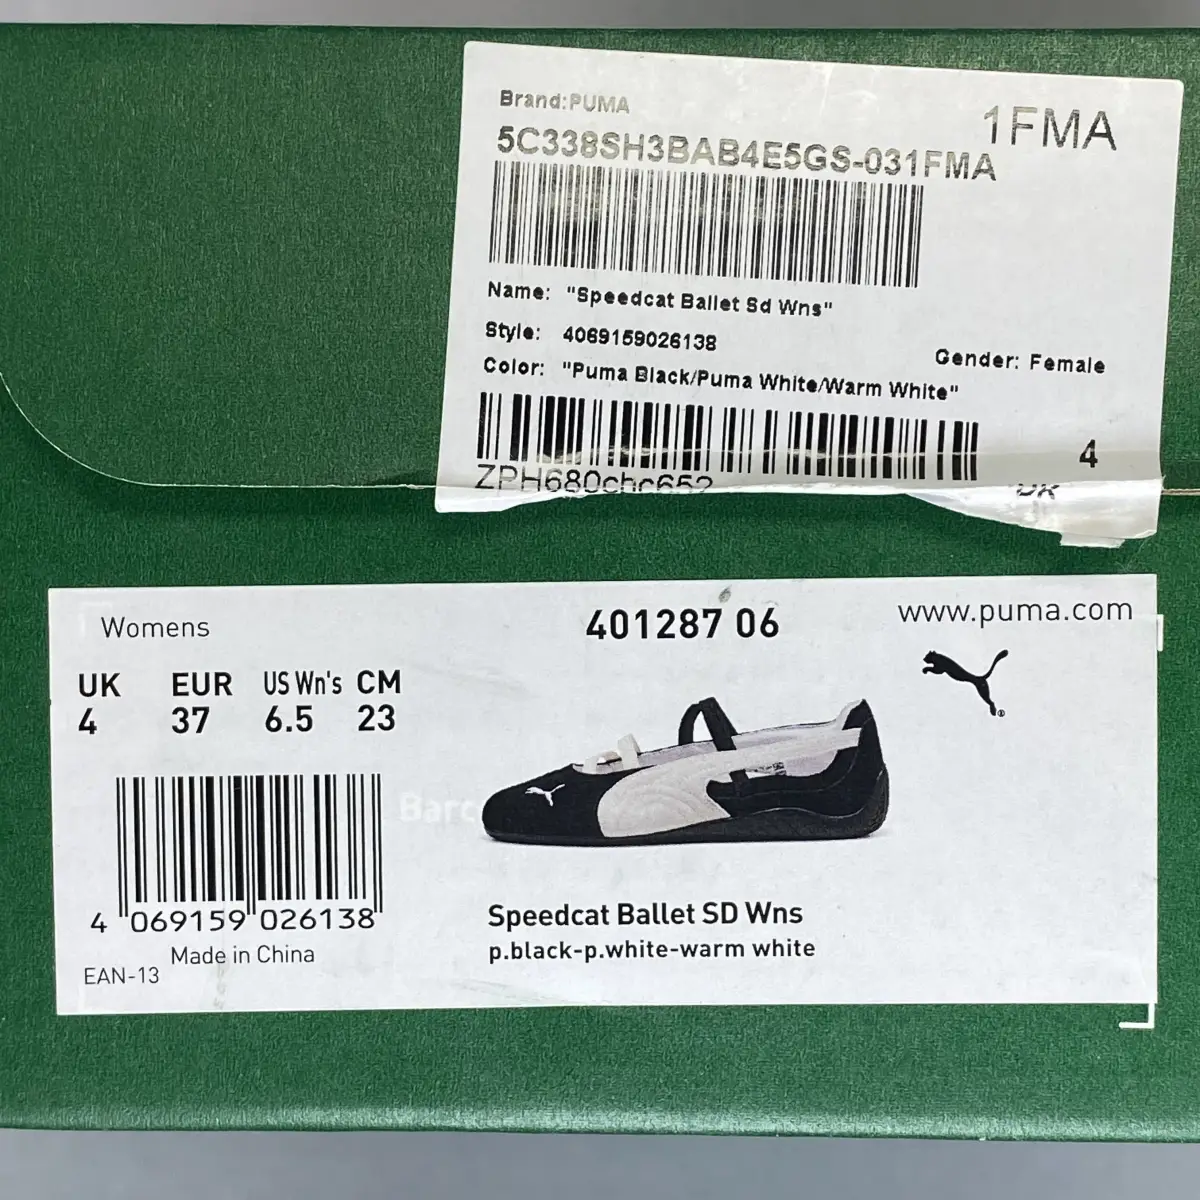 Brand:PUMA
1FMA
5C338SH3BAB4E5GS-031FMA
Name: "Speedcat Ballet Sd Wns"
Style: 4069159026138
Gender: Female
Color: "Puma Black/Puma White/Warm White"
4
UK
Womens
401287 06
www.puma.com
UK EUR US Wn's CM
4 37 6.5 23
Barc
4 069159 026138
Made in China
EAN-13
Speedcat Ballet SD Wns
p.black-p.white-warm white